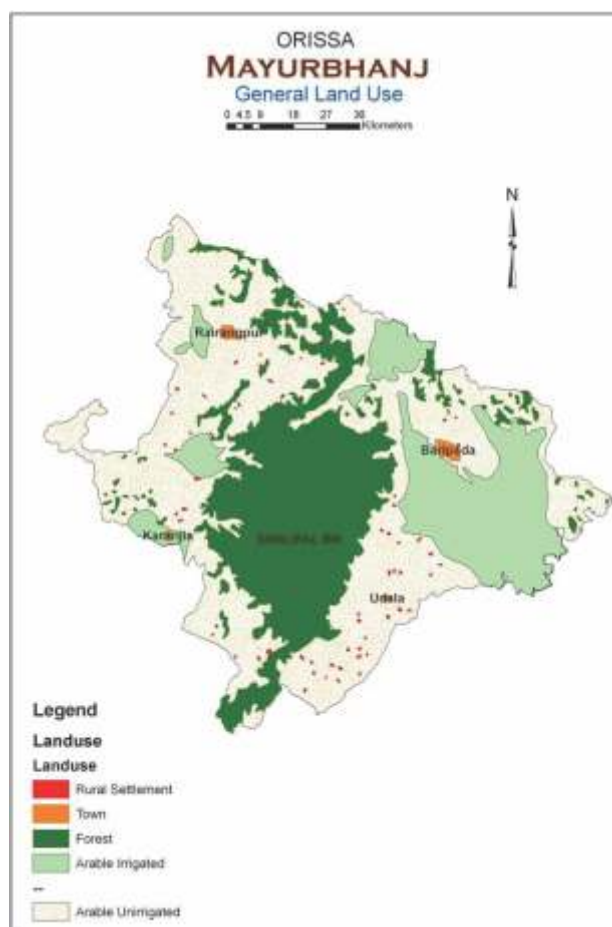 ORISSA
MAYURBHANJ
General Land Use
0 4.5 9 18 27 36
Kilometers
N
Rairangpur
Baripada
Karanjia
Udala
Legend
Landuse
Landuse
Rural Settlement
Town
Forest
Arable Irrigated
--
Arable Unirrigated